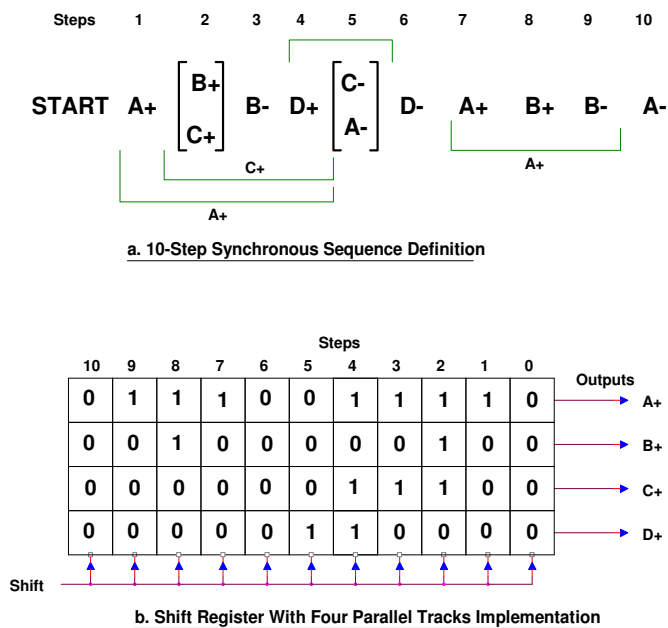 Steps 1 2 3 4 5 6 7 8 9 10
B+ C-
START A+ B- D+ D- A+ B+ B- A-
C+ A-
C+ A+
A+
a. 10-Step Synchronous Sequence Definition
Steps
10 9 8 7 6 5 4 3 2 1 0
Outputs
0 1 1 1 0 0 1 1 1 1 0 A+
0 0 1 0 0 0 0 0 1 0 0 B+
0 0 0 0 0 0 1 1 1 0 0 C+
0 0 0 0 0 1 1 0 0 0 0 D+
Shift
b. Shift Register With Four Parallel Tracks Implementation